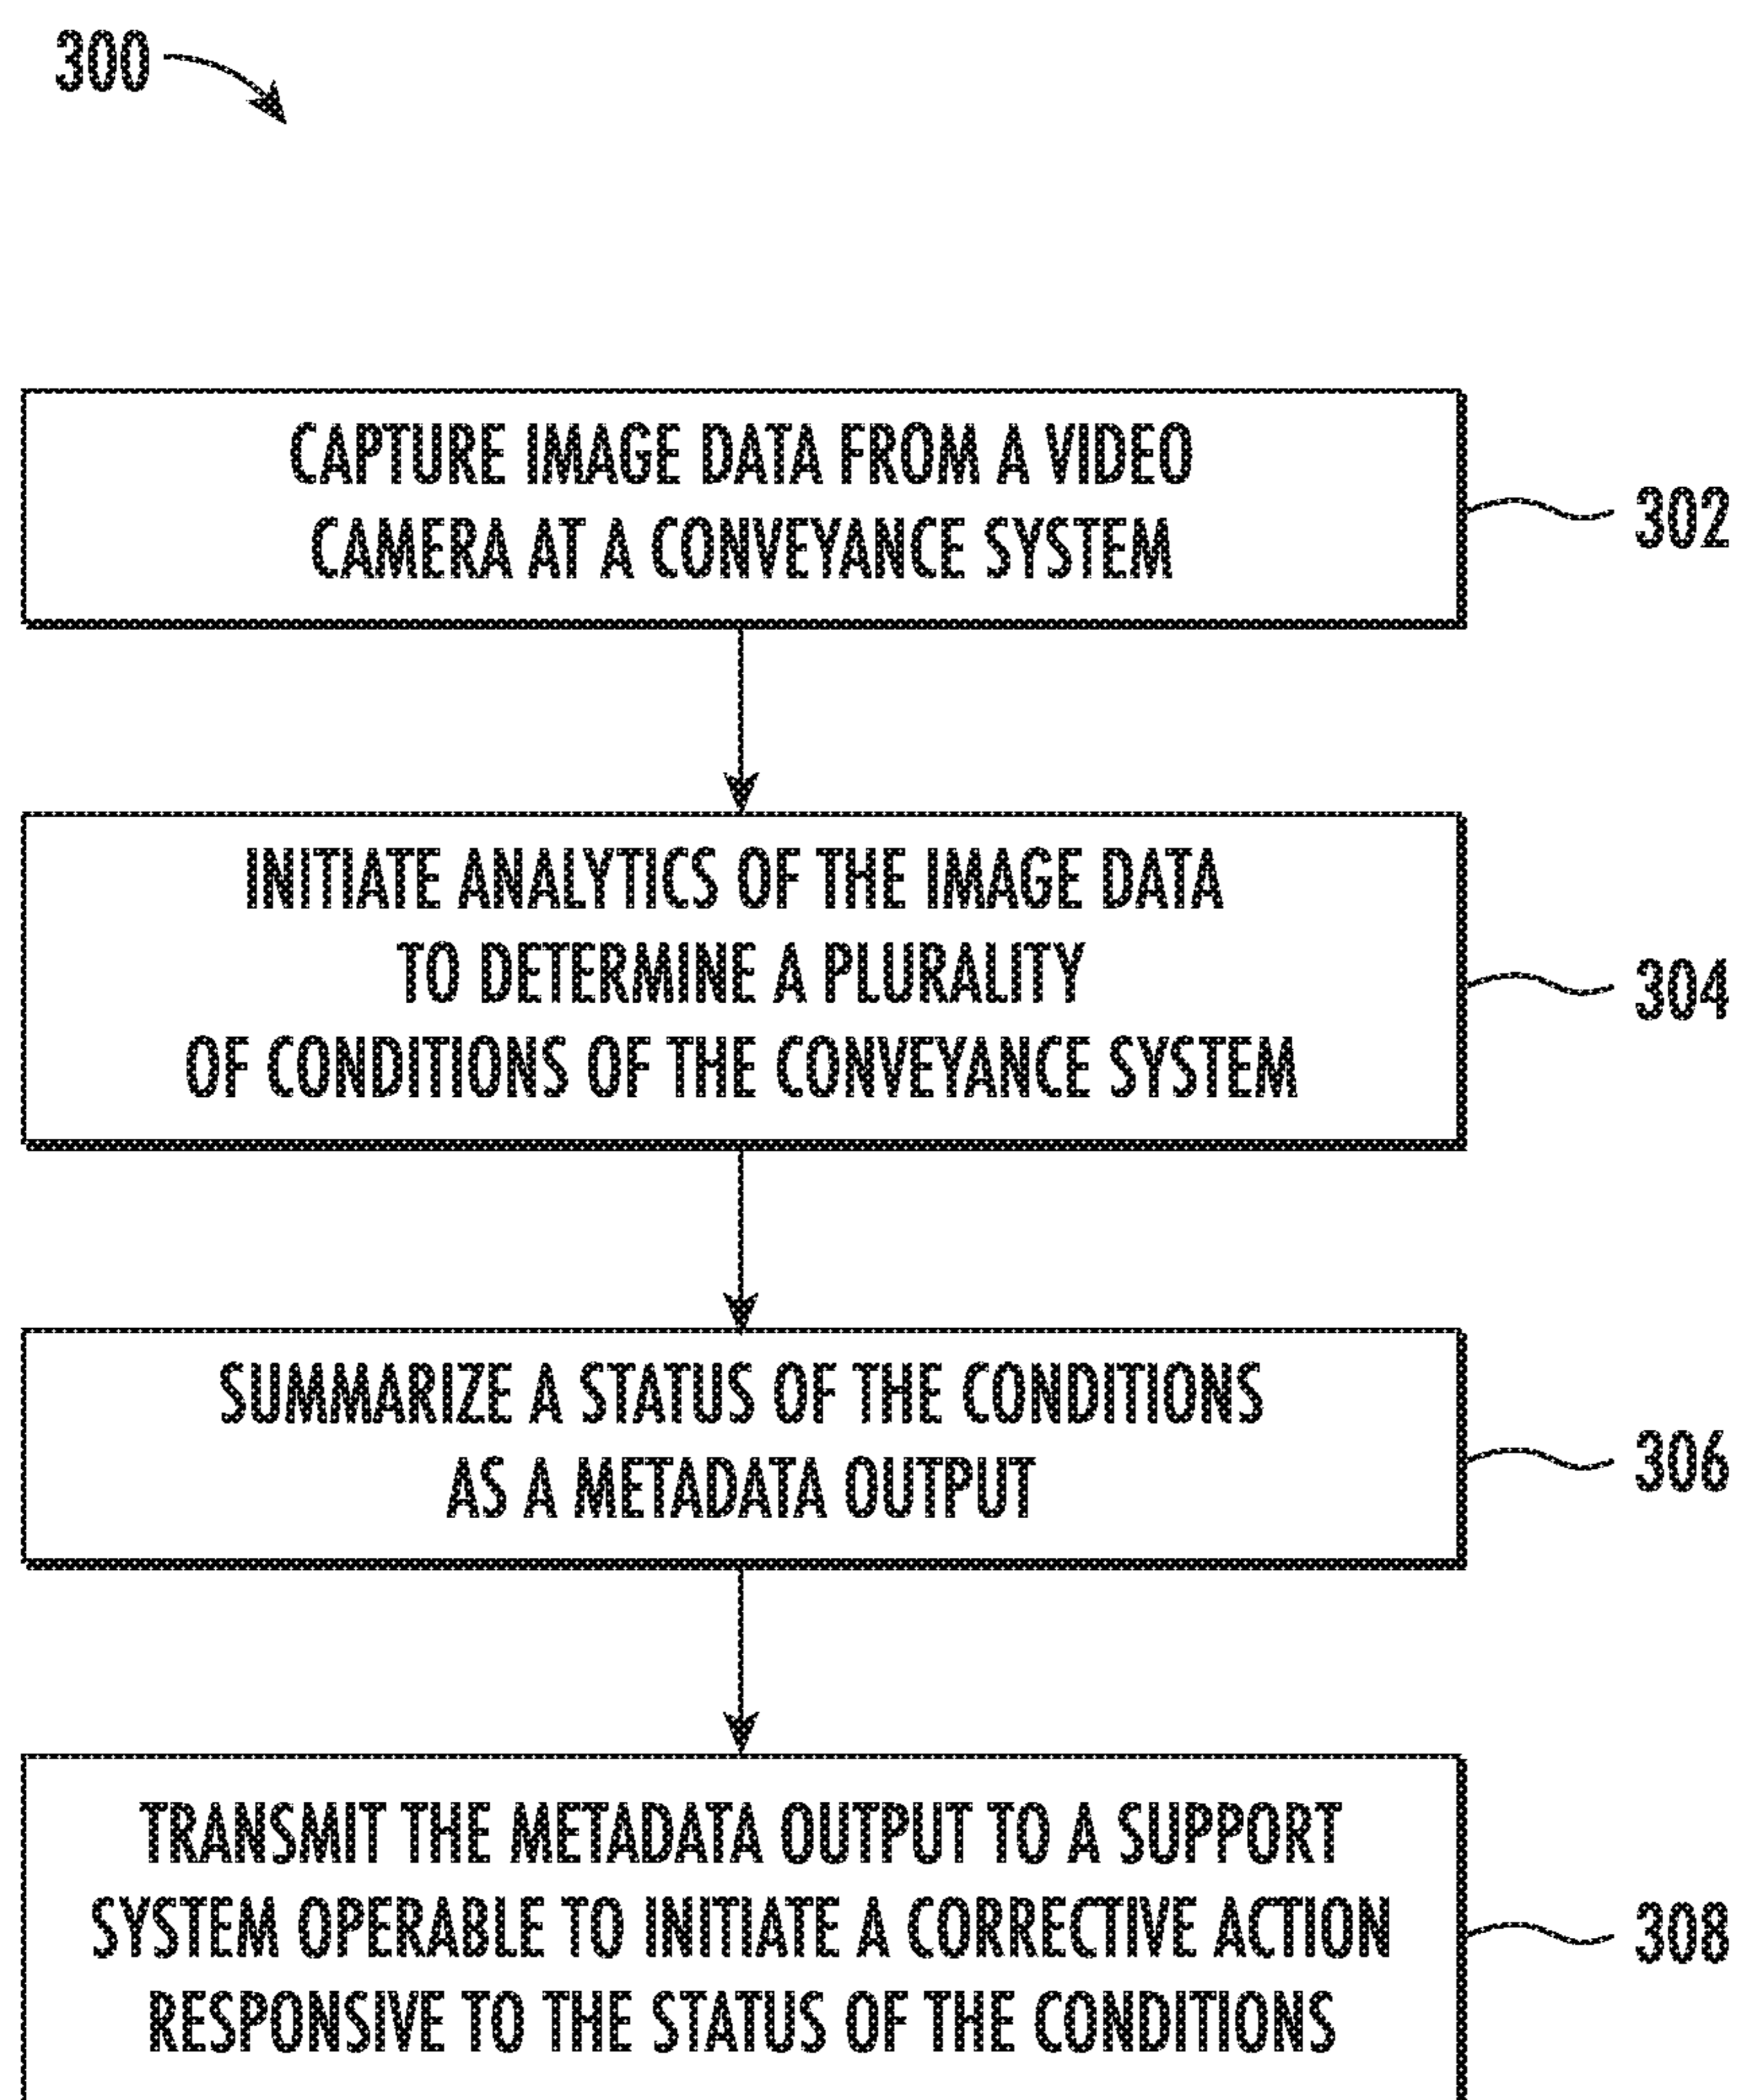 300
CAPTURE IMAGE DATA FROM A VIDEO
CAMERA AT A CONVEYANCE SYSTEM
302
INITIATE ANALYTICS OF THE IMAGE DATA
TO DETERMINE A PLURALITY
OF CONDITIONS OF THE CONVEYANCE SYSTEM
304
SUMMARIZE A STATUS OF THE CONDITIONS
AS A METADATA OUTPUT
306
TRANSMIT THE METADATA OUTPUT TO A SUPPORT
SYSTEM OPERABLE TO INITIATE A CORRECTIVE ACTION
RESPONSIVE TO THE STATUS OF THE CONDITIONS
308